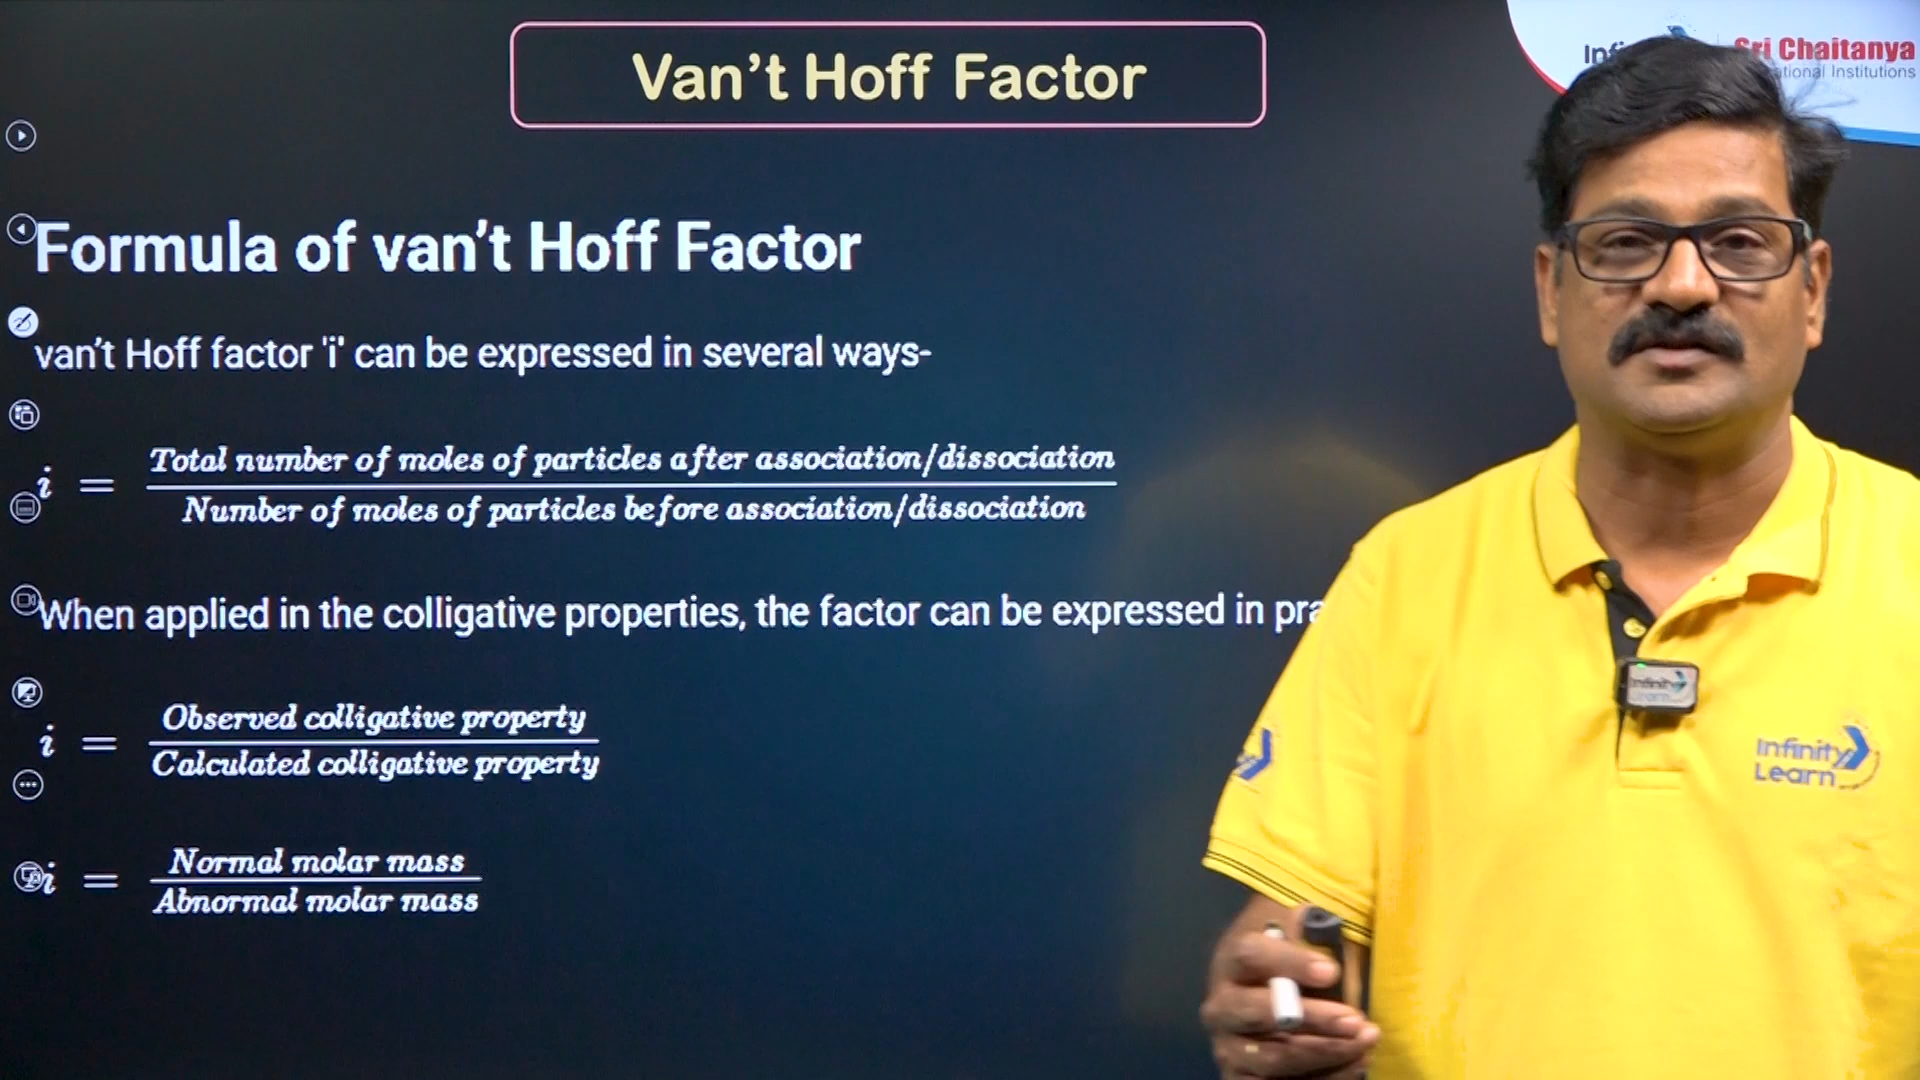 Van’t Hoff Factor
Sri Chaitanya
Institutions
Formula of van’t Hoff Factor
van’t Hoff factor 'i' can be expressed in several ways-
i = Total number of moles of particles after association/dissociation
Number of moles of particles before association/dissociation
When applied in the colligative properties, the factor can be expressed in
i = Observed colligative property
Calculated colligative property
i = Normal molar mass
Abnormal molar mass
Infinity
Learn
Infinity
Learn